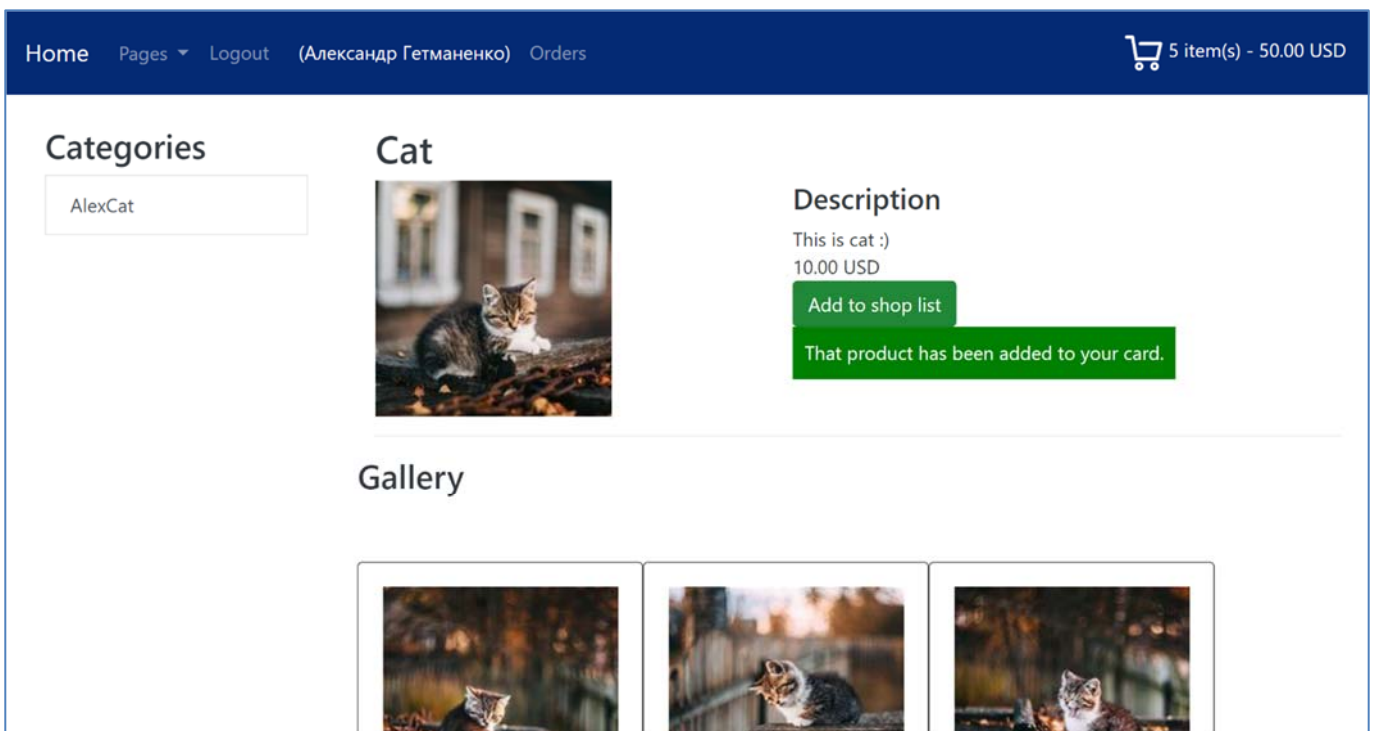 Home Pages Logout (Александр Гетманенко) Orders 5 item(s) - 50.00 USD
Categories
AlexCat
Cat
Description
This is cat :)
10.00 USD
Add to shop list
That product has been added to your card.
Gallery